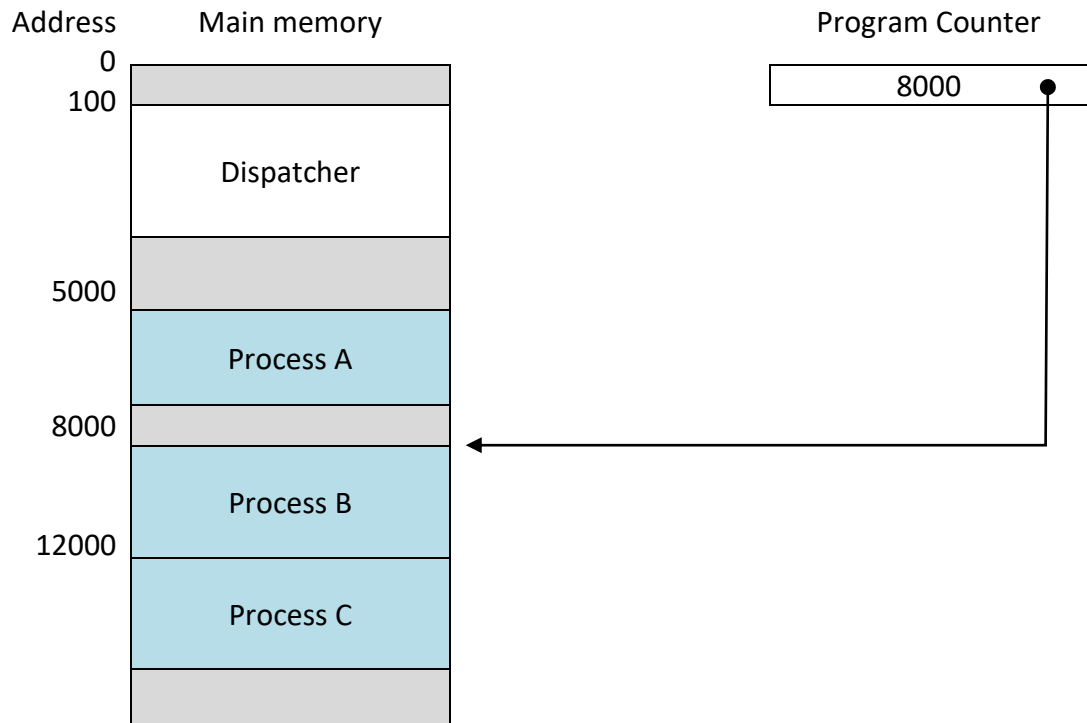 Address Main memory Program Counter
0
8000
100
Dispatcher
5000
Process A
8000
Process B
12000
Process C